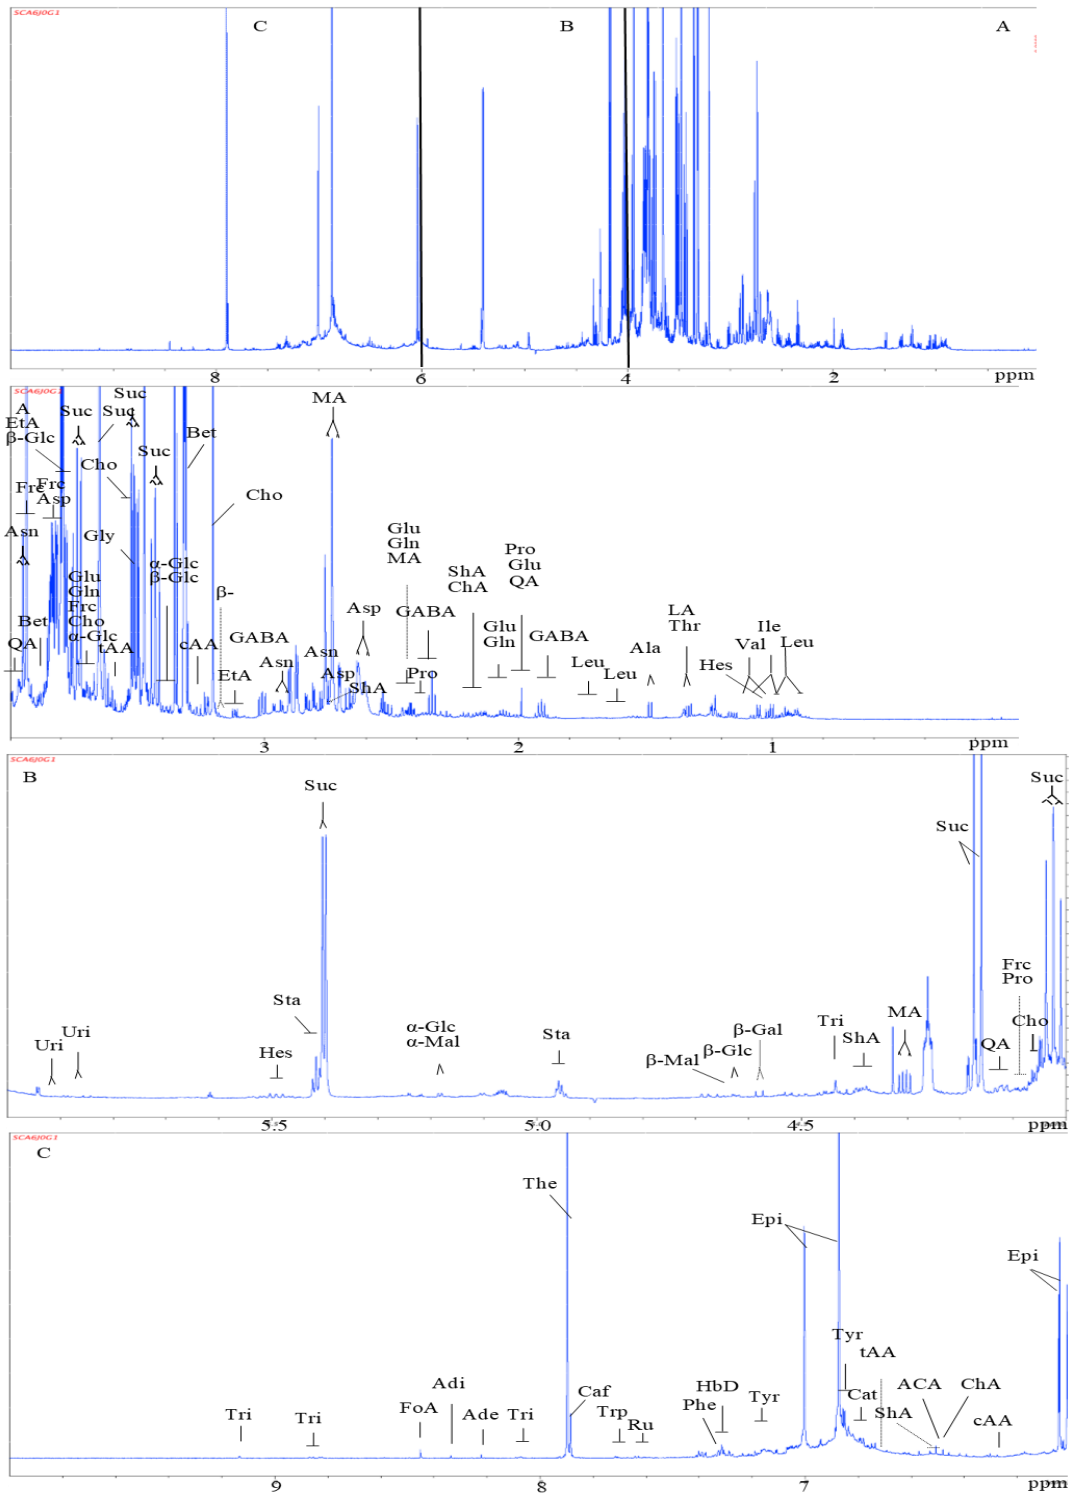 SCA6J0G1
C B A
8 6 4 2 ppm
SCA6J0G1
A
EtA
β-Glc
Suc
Suc
Suc
Suc
Cho
Bet
MA
Frc
Frc
Asp
Asn
Gly
Cho
Glu
Gln
Frc
Cho
α-Glc
α-Glc
β-Glc
β-
Bet
QA
tAA
cAA
EtA
GABA
Asn
Asn
Asp
ShA
Asp
Glu
Gln
MA
GABA
Pro
ShA
ChA
Glu
Gln
Pro
Glu
QA
GABA
Leu
Leu
Ala
LA
Thr
Hes
Val
Ile
Leu
3 2 1 ppm
SCA6J0G1
B
Uri
Uri
Hes
Sta
Suc
α-Glc
α-Mal
Sta
β-Mal
β-Glc
β-Gal
Tri
ShA
MA
Suc
QA
Frc
Pro
Cho
Suc
5.5 5.0 4.5 ppm
SCA6J0G1
C
Tri
Tri
FoA
Adi
Ade
Tri
The
Caf
Trp
Ru
Phe
HbD
Tyr
Epi
Tyr
tAA
Cat
ShA
ACA
ChA
cAA
Epi
9 8 7 ppm